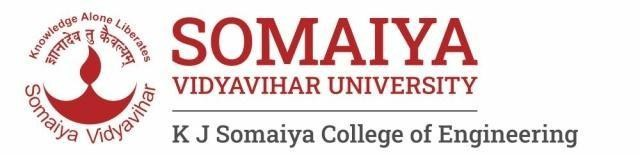 Knowledge Alone Liberates
ज्ञानादेव तु कैवल्यम्
Somaiya Vidyavihar
SOMAIYA
VIDYAVIHAR UNIVERSITY
K J Somaiya College of Engineering